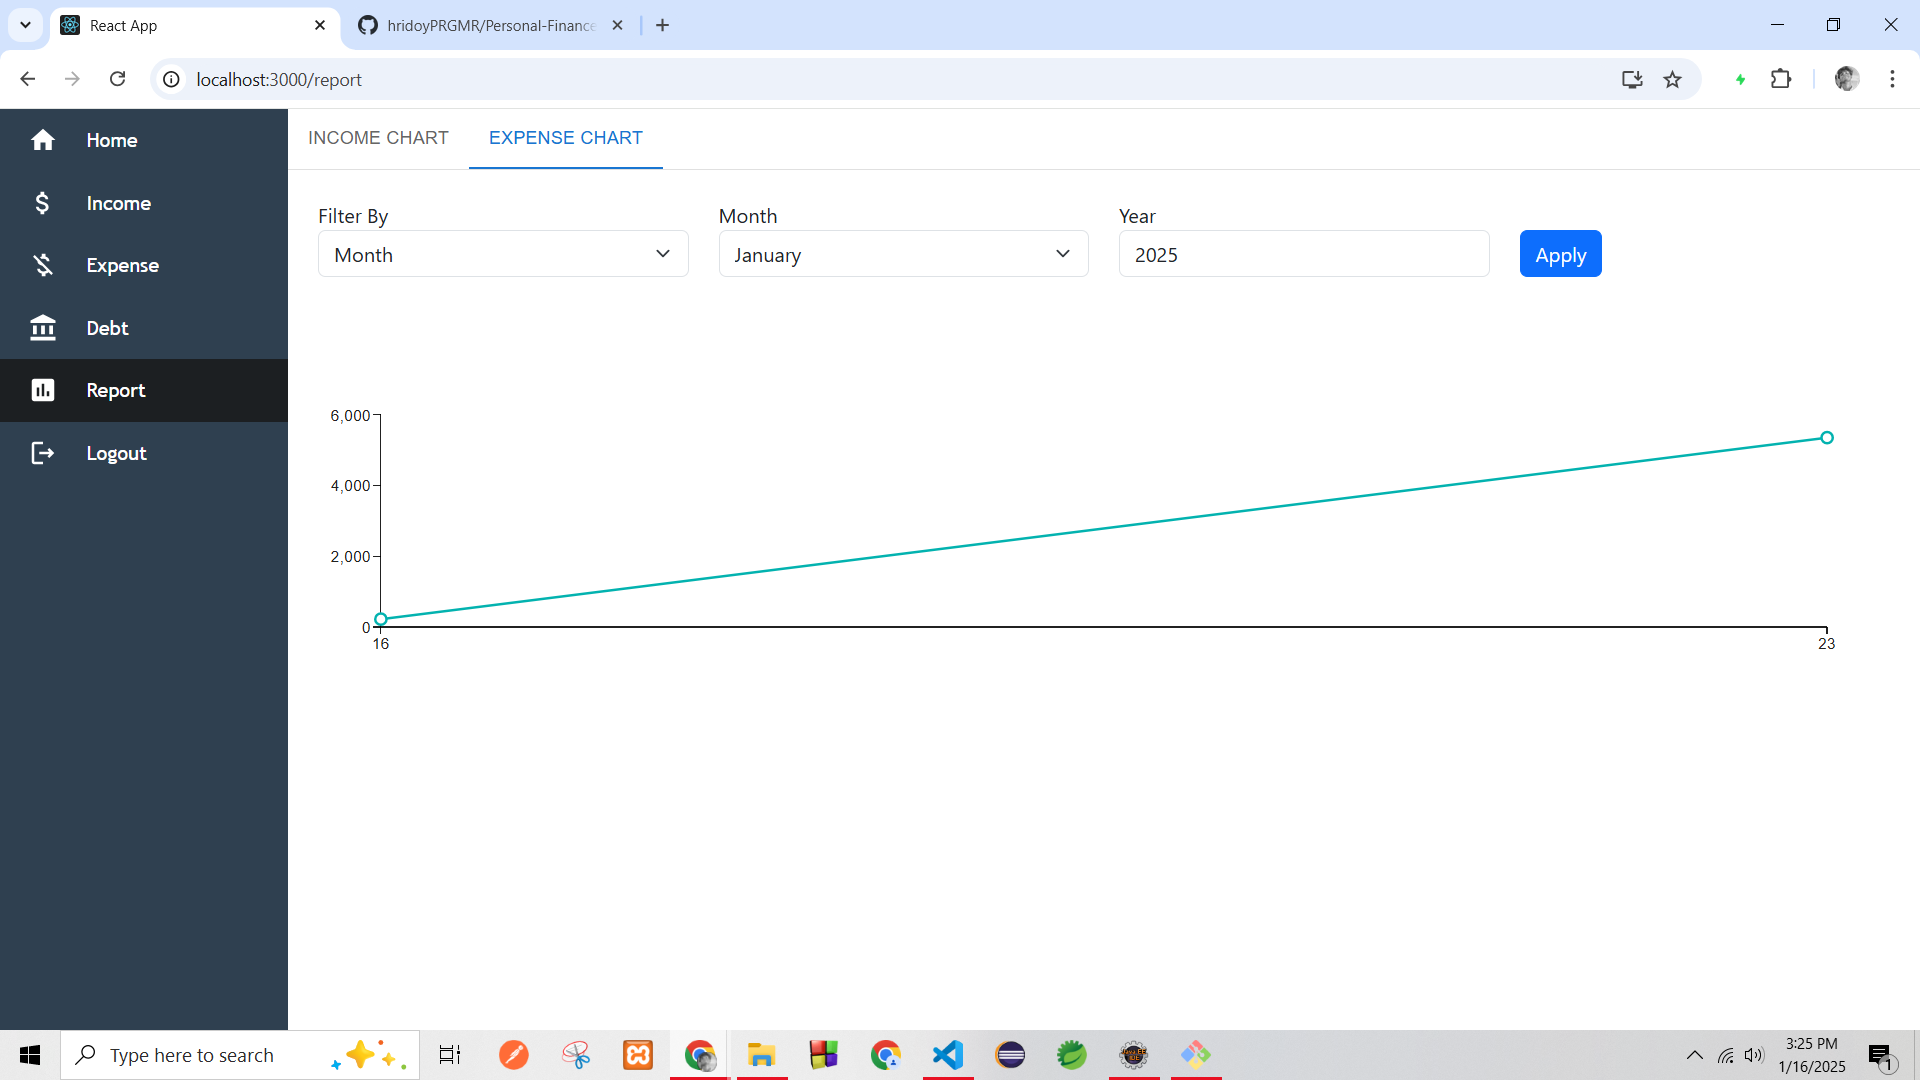 React App
hridoyPRGMR/Personal-Finance
localhost:3000/report
Home
Income
Expense
Debt
Report
Logout
INCOME CHART
EXPENSE CHART
Filter By
Month
Year
Month
January
2025
Apply
6,000
4,000
2,000
0
16
23
Type here to search
3:25 PM
1/16/2025
1